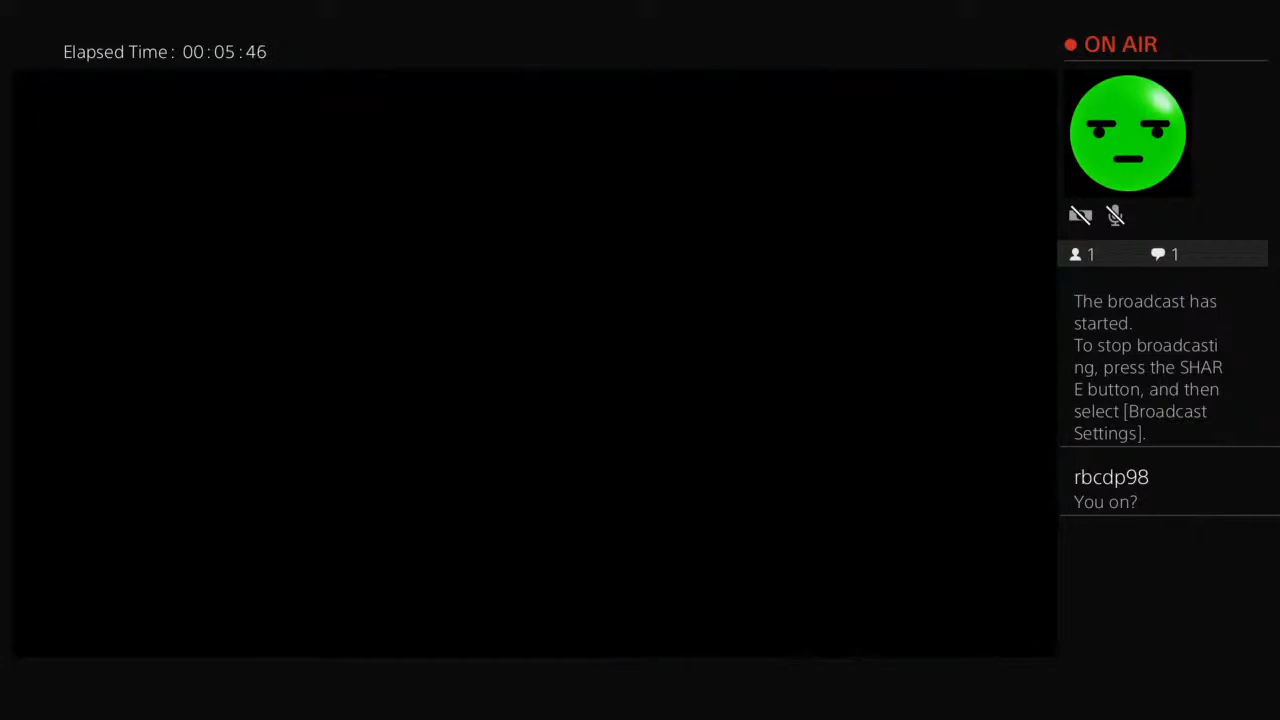 Elapsed Time: 00:05:46
ON AIR
1 1
The broadcast has
started.
To stop broadcasti
ng, press the SHAR
E button, and then
select [Broadcast
Settings].
rbcdp98
You on?